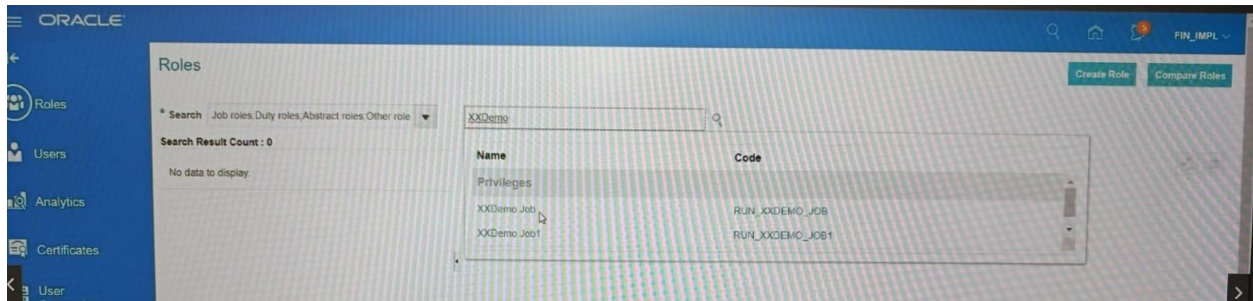 ORACLE
FIN_IMPL
Roles
Create Role
Compare Roles
Roles
* Search Job roles,Duty roles,Abstract roles,Other role
XXDemo
Search Result Count : 0
Users
Name Code
No data to display.
Privileges
Analytics
XXDemo Job RUN_XXDEMO_JOB
XXDemo Job1 RUN_XXDEMO_JOB1
Certificates
User